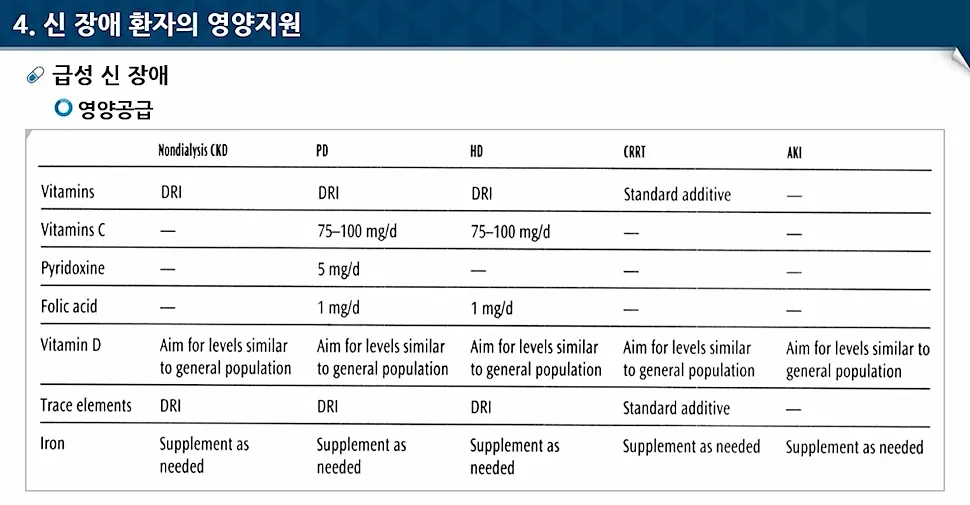 4. 신 장애 환자의 영양지원
급성 신 장애
영양공급
Nondialysis CKD PD HD CRRT AKI
Vitamins DRI DRI DRI Standard additive —
Vitamins C — 75–100 mg/d 75–100 mg/d — —
Pyridoxine — 5 mg/d — — —
Folic acid — 1 mg/d 1 mg/d — —
Vitamin D Aim for levels similar Aim for levels similar Aim for levels similar Aim for levels similar Aim for levels similar to
to general population to general population to general population to general population general population
Trace elements DRI DRI DRI Standard additive —
Iron Supplement as Supplement as Supplement as Supplement as needed Supplement as needed
needed needed needed